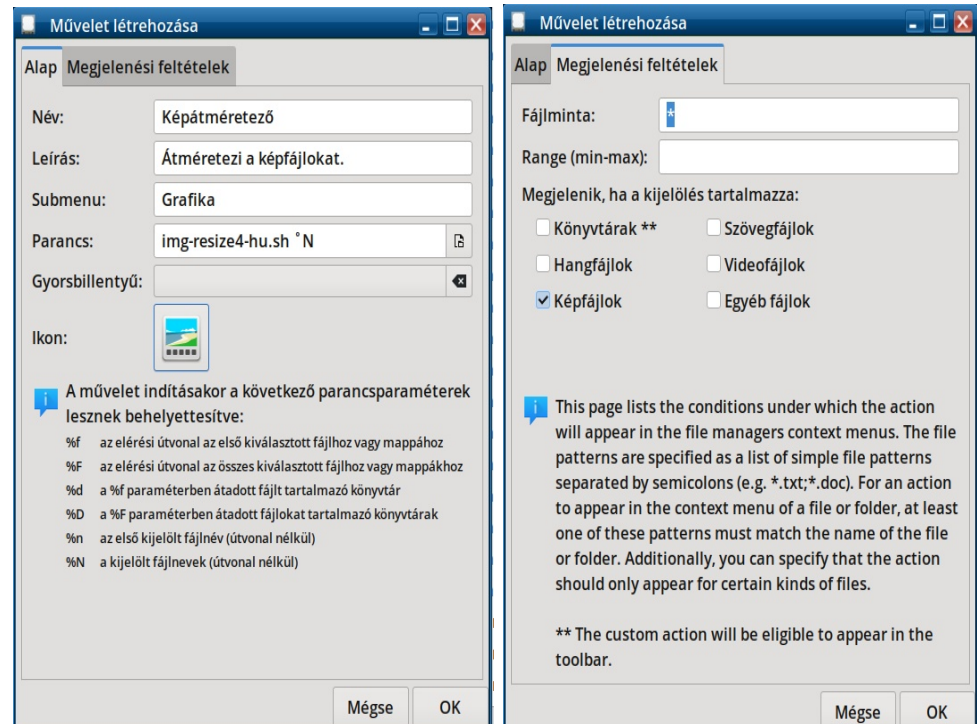 Művelet létrehozása
Alap Megjelenési feltételek
Név: Képátméretező
Leírás: Átméretezi a képfájlokat.
Submenu: Grafika
Parancs: img-resize4-hu.sh ˚N
Gyorsbillentyű:
Ikon:
A művelet indításakor a következő parancsparaméterek
lesznek behelyettesítve:
%f az elérési útvonal az első kiválasztott fájlhoz vagy mappához
%F az elérési útvonal az összes kiválasztott fájlhoz vagy mappákhoz
%d a %f paraméterben átadott fájlt tartalmazó könyvtár
%D a %F paraméterben átadott fájlokat tartalmazó könyvtárak
%n az első kijelölt fájlnév (útvonal nélkül)
%N a kijelölt fájlnevek (útvonal nélkül)
Mégse OK
Művelet létrehozása
Alap Megjelenési feltételek
Fájlminta: *
Range (min-max):
Megjelenik, ha a kijelölés tartalmazza:
Könyvtárak ** Szövegfájlok
Hangfájlok Videofájlok
Képfájlok Egyéb fájlok
This page lists the conditions under which the action
will appear in the file managers context menus. The file
patterns are specified as a list of simple file patterns
separated by semicolons (e.g. *.txt;*.doc). For an action
to appear in the context menu of a file or folder, at least
one of these patterns must match the name of the file
or folder. Additionally, you can specify that the action
should only appear for certain kinds of files.
** The custom action will be eligible to appear in the
toolbar.
Mégse OK